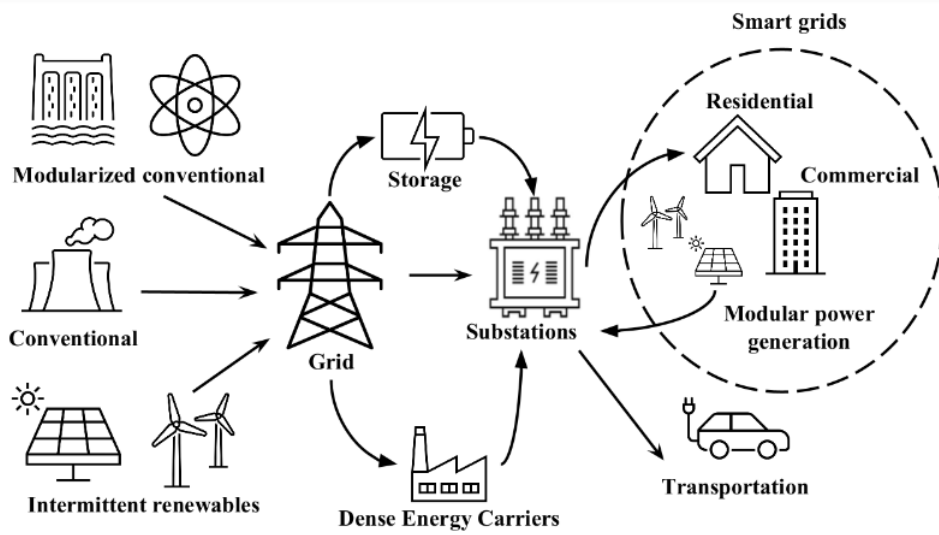 Smart grids
Residential
Commercial
Modularized conventional
Storage
Conventional
Grid
Substations
Modular power
generation
Intermittent renewables
Dense Energy Carriers
Transportation